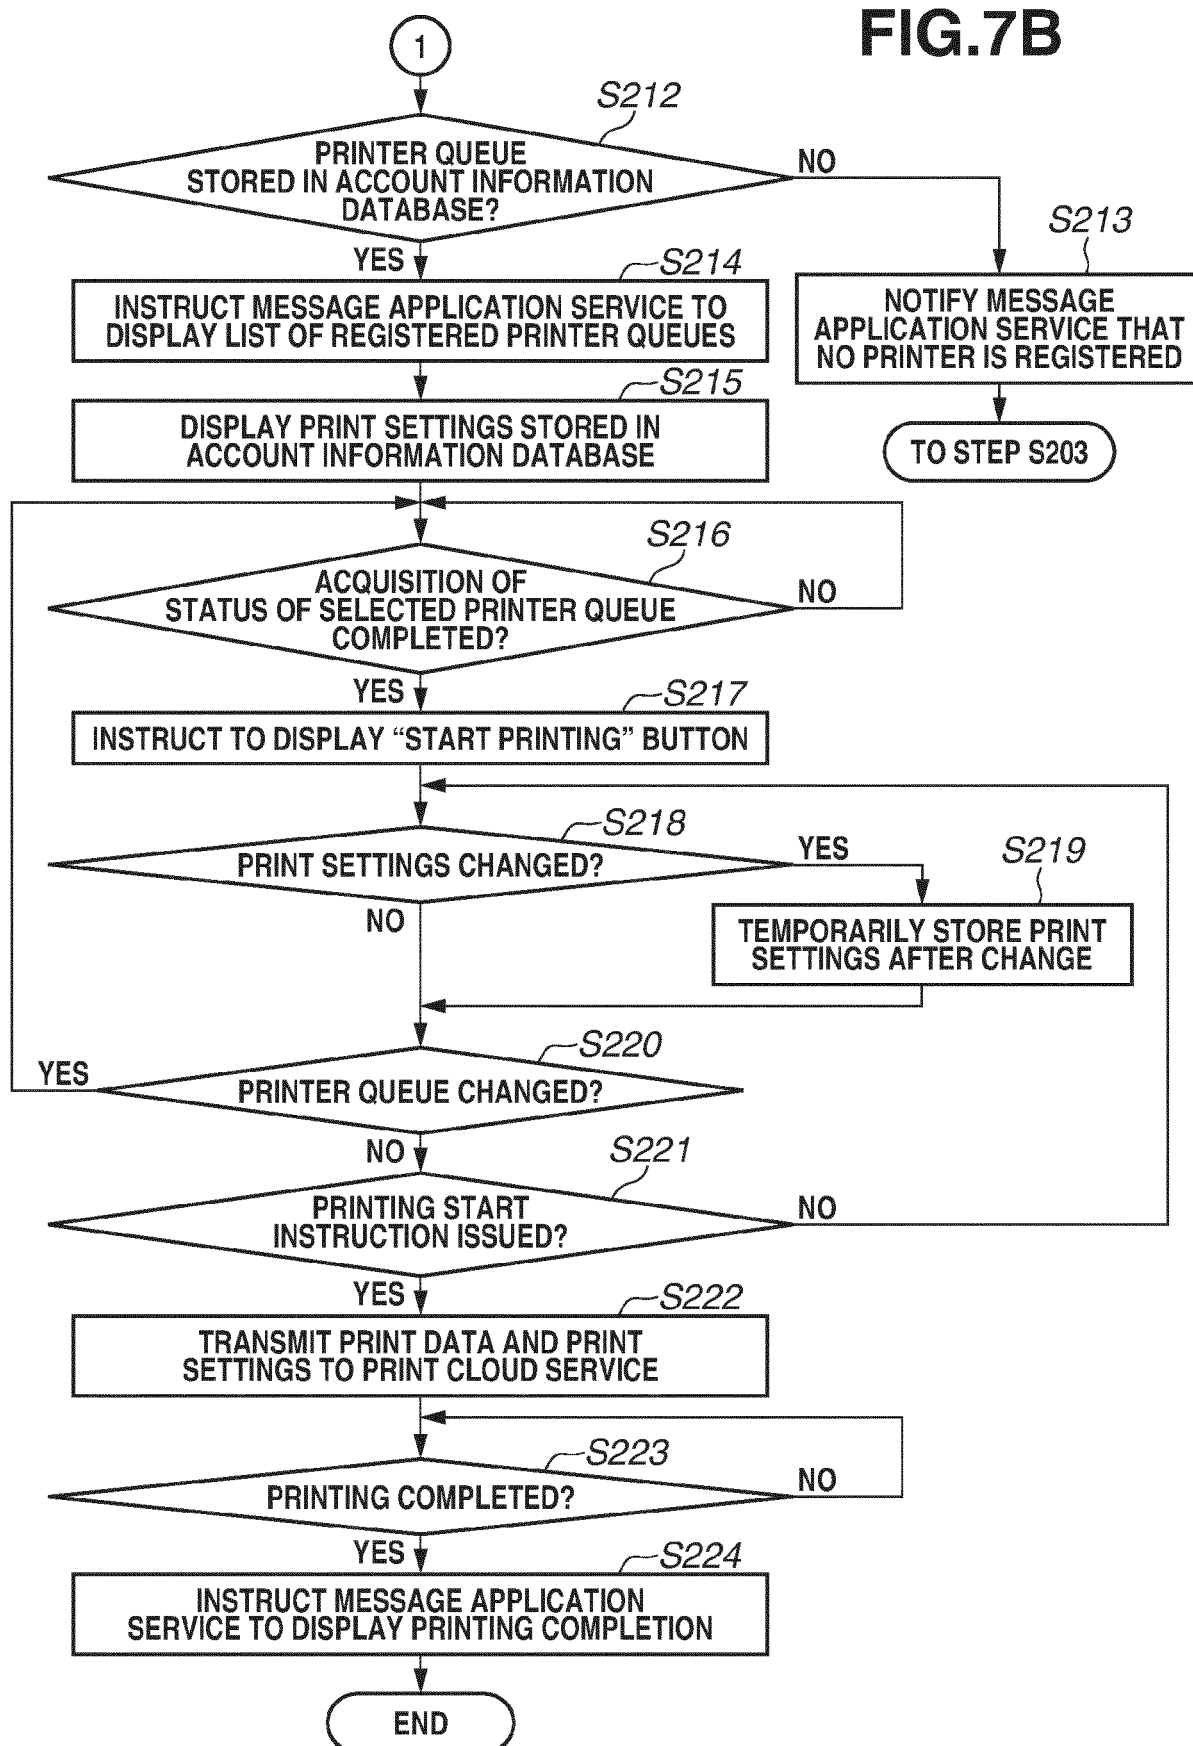 FIG.7B
1
S212
PRINTER QUEUE
STORED IN ACCOUNT INFORMATION
DATABASE?
NO
YES
S213
NOTIFY MESSAGE
APPLICATION SERVICE THAT
NO PRINTER IS REGISTERED
TO STEP S203
S214
INSTRUCT MESSAGE APPLICATION SERVICE TO
DISPLAY LIST OF REGISTERED PRINTER QUEUES
S215
DISPLAY PRINT SETTINGS STORED IN
ACCOUNT INFORMATION DATABASE
S216
ACQUISITION OF
STATUS OF SELECTED PRINTER QUEUE
COMPLETED?
NO
YES
S217
INSTRUCT TO DISPLAY “START PRINTING” BUTTON
S218
PRINT SETTINGS CHANGED?
YES
NO
S219
TEMPORARILY STORE PRINT
SETTINGS AFTER CHANGE
S220
YES
PRINTER QUEUE CHANGED?
NO
S221
PRINTING START
INSTRUCTION ISSUED?
NO
YES
S222
TRANSMIT PRINT DATA AND PRINT
SETTINGS TO PRINT CLOUD SERVICE
S223
PRINTING COMPLETED?
NO
YES
S224
INSTRUCT MESSAGE APPLICATION
SERVICE TO DISPLAY PRINTING COMPLETION
END